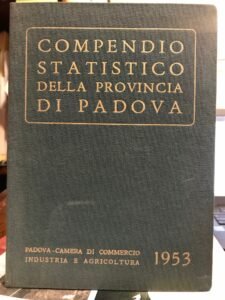 COMPENDIO
STATISTICO
DELLA PROVINCIA
DI PADOVA
PADOVA-CAMERA DI COMMERCIO
INDUSTRIA E AGRICOLTURA 1953